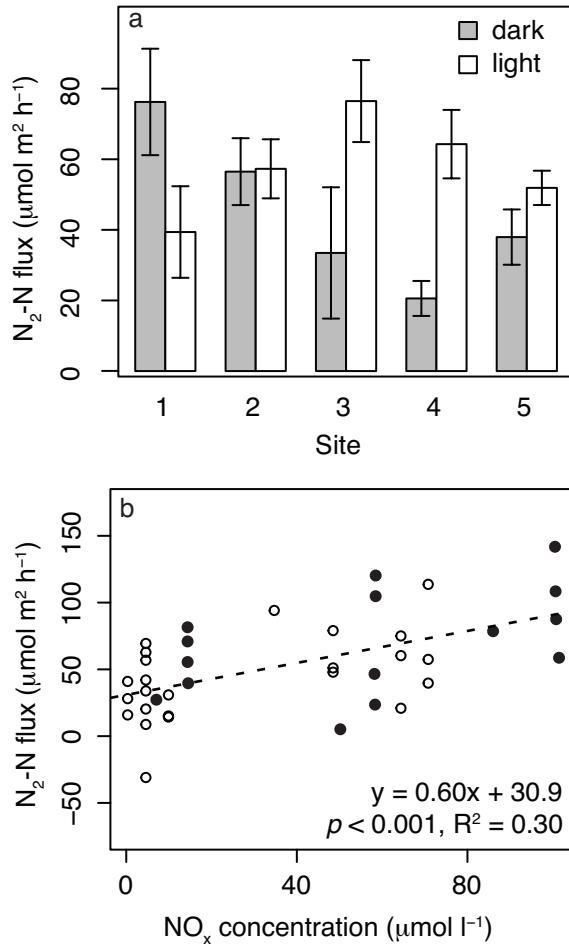 a
dark
light
N₂-N flux (μmol m² h⁻¹)
80
60
40
20
0
1 2 3 4 5
Site
b
N₂-N flux (μmol m² h⁻¹)
150
100
50
0
−50
y = 0.60x + 30.9
p < 0.001, R² = 0.30
0 40 80
NOₓ concentration (μmol l⁻¹)